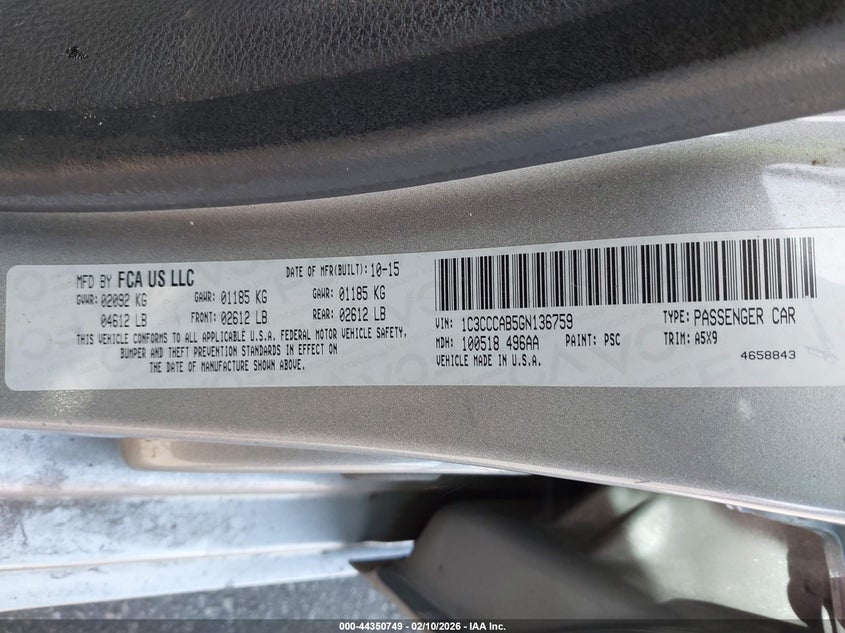 MFD BY FCA US LLC
DATE OF MFR(BUILT): 10-15
GVWR: 02092 KG
GAWR: 01185 KG
GAWR: 01185 KG
04612 LB
FRONT: 02612 LB
REAR: 02612 LB
THIS VEHICLE CONFORMS TO ALL APPLICABLE U.S.A. FEDERAL MOTOR VEHICLE SAFETY,
BUMPER AND THEFT PREVENTION STANDARDS IN EFFECT ON
THE DATE OF MANUFACTURE SHOWN ABOVE.
VIN: 1C3CCCAB5GN136759
TYPE: PASSENGER CAR
MDH: 100518 496AA
PAINT: PSC
TRIM: A5X9
VEHICLE MADE IN U.S.A.
4658843
000-44350749 - 02/10/2026 - IAA Inc.